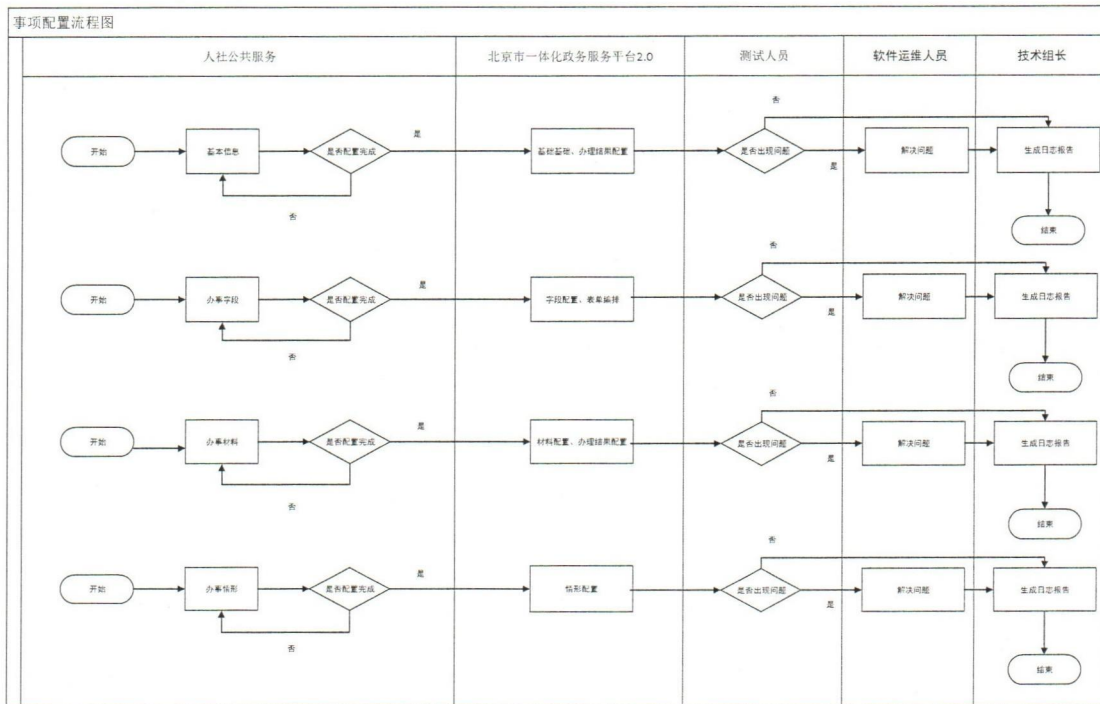 事项配置流程图
人社公共服务
北京市一体化政务服务平台2.0
测试人员
软件运维人员
技术组长
否
开始
基本信息
是否配置完成
是
基础基础、办理结果配置
是否出现问题
是
解决问题
生成日志报告
否
结束
否
开始
办事字段
是否配置完成
是
字段配置、表单编排
是否出现问题
是
解决问题
生成日志报告
否
结束
否
开始
办事材料
是否配置完成
是
材料配置、办理结果配置
是否出现问题
是
解决问题
生成日志报告
否
结束
否
开始
办事情形
是否配置完成
是
情形配置
是否出现问题
是
解决问题
生成日志报告
否
结束